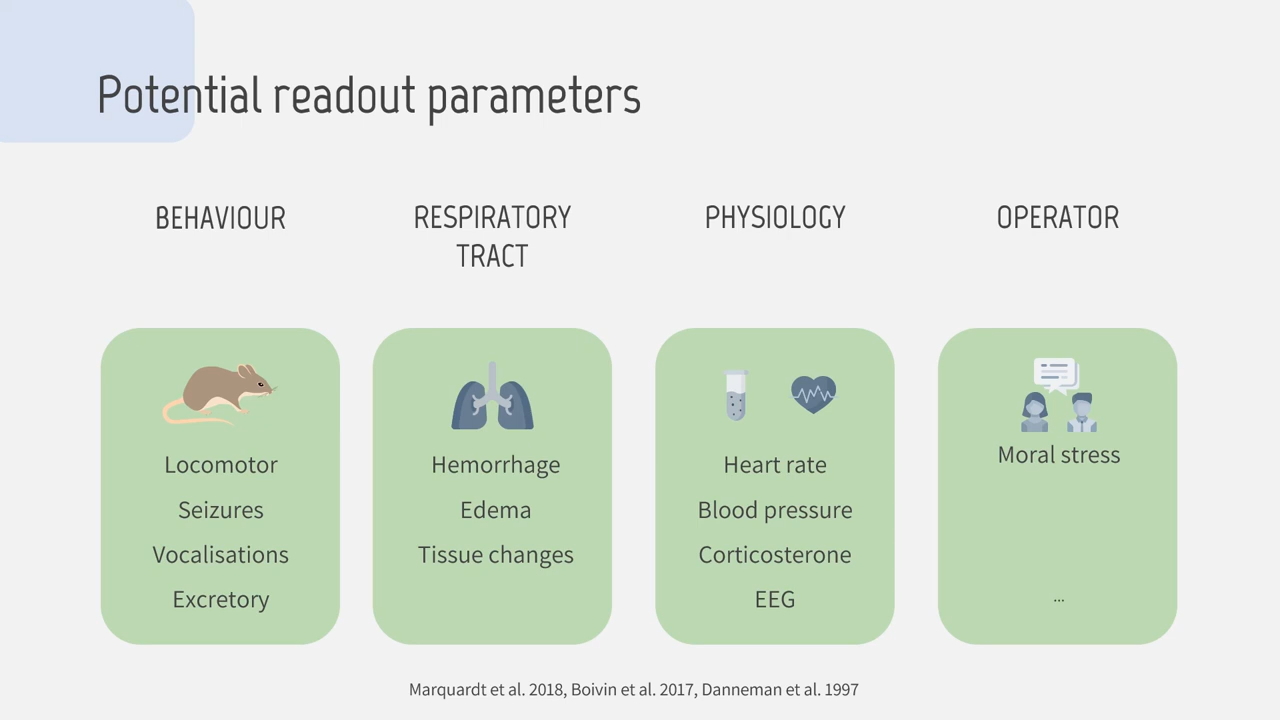 Potential readout parameters
BEHAVIOUR
Locomotor
Seizures
Vocalisations
Excretory
RESPIRATORY
TRACT
Hemorrhage
Edema
Tissue changes
PHYSIOLOGY
Heart rate
Blood pressure
Corticosterone
EEG
OPERATOR
Moral stress
...
Marquardt et al. 2018, Boivin et al. 2017, Danneman et al. 1997